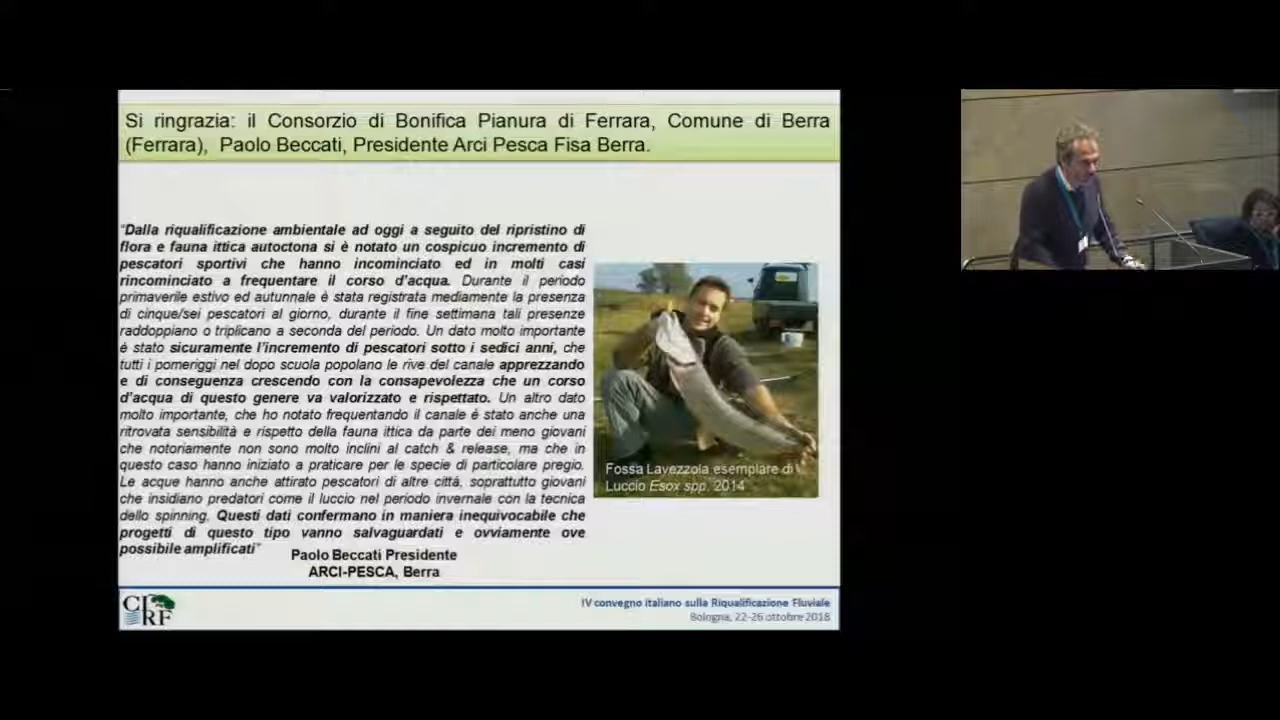 Si ringrazia: il Consorzio di Bonifica Pianura di Ferrara, Comune di Berra
(Ferrara), Paolo Beccati, Presidente Arci Pesca Fisa Berra.
“Dalla riqualificazione ambientale ad oggi a seguito del ripristino di
flora e fauna ittica autoctona si è notato un cospicuo incremento di
pescatori sportivi che hanno incominciato ed in molti casi
rincominciato a frequentare il corso d'acqua. Durante il periodo
primaverile estivo ed autunnale è stata registrata mediamente la presenza
di cinque/sei pescatori al giorno, durante il fine settimana tali presenze
raddoppiano o triplicano a seconda del periodo. Un dato molto importante
è stato sicuramente l'incremento di pescatori sotto i sedici anni, che
tutti i pomeriggi nel dopo scuola popolano le rive del canale apprezzando
e di conseguenza crescendo con la consapevolezza che un corso
d'acqua di questo genere va valorizzato e rispettato. Un altro dato
molto importante, che ho notato frequentando il canale é stato anche una
ritrovata sensibilità e rispetto della fauna ittica da parte dei meno giovani
che notoriamente non sono molto inclini al catch & release, ma che in
questo caso hanno iniziato a praticare per le specie di particolare pregio.
Le acque hanno anche attirato pescatori di altre città, soprattutto giovani
che insidiano predatori come il luccio nel periodo invernale con la tecnica
dello spinning. Questi dati confermano in maniera inequivocabile che
progetti di questo tipo vanno salvaguardati e ovviamente ove
possibile amplificati”
Paolo Beccati Presidente
ARCI-PESCA, Berra
Fossa Lavezzola esemplare di
Luccio Esox spp. 2014
CIRF
IV convegno italiano sulla Riqualificazione Fluviale
Bologna, 22-26 ottobre 2018